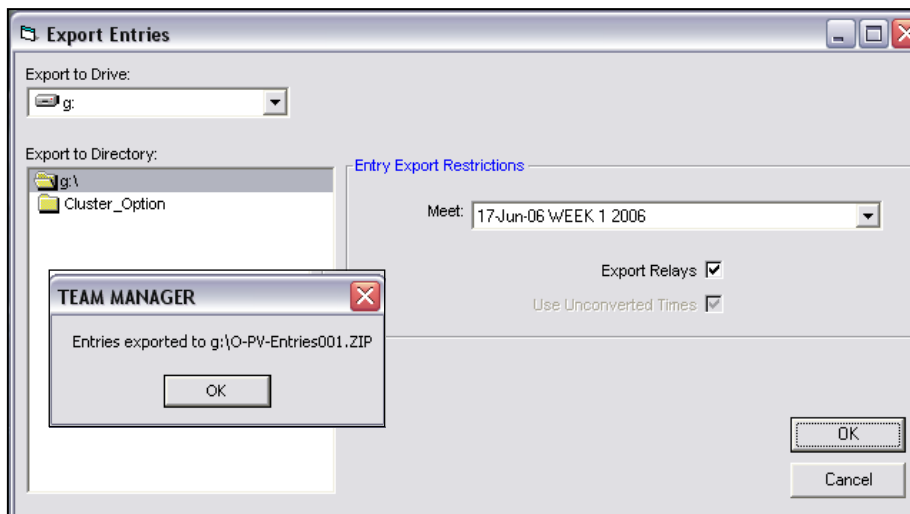 Export Entries
Export to Drive:
g:
Export to Directory:
g:\
Cluster_Option
Entry Export Restrictions
Meet: 17-Jun-06 WEEK 1 2006
Export Relays
Use Unconverted Times
TEAM MANAGER
Entries exported to g:\O-PV-Entries001.ZIP
OK
OK
Cancel